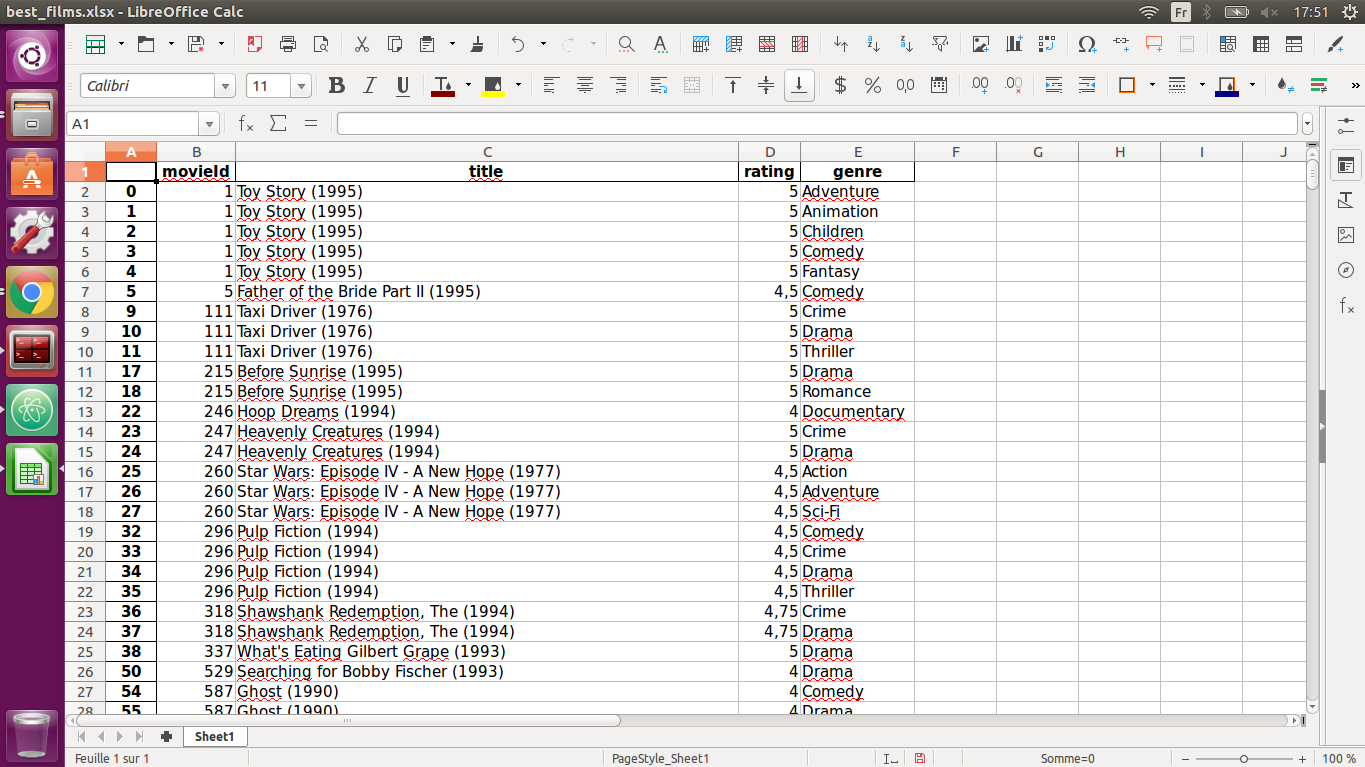 best_films.xlsx - LibreOffice Calc Fr 17:51
Calibri 11 B I U $ % 0,0
A1 fx Σ =
A B C D E F G H I J
1 movieId title rating genre
2 0 1 Toy Story (1995) 5 Adventure
3 1 1 Toy Story (1995) 5 Animation
4 2 1 Toy Story (1995) 5 Children
5 3 1 Toy Story (1995) 5 Comedy
6 4 1 Toy Story (1995) 5 Fantasy
7 5 5 Father of the Bride Part II (1995) 4,5 Comedy
8 9 111 Taxi Driver (1976) 5 Crime
9 10 111 Taxi Driver (1976) 5 Drama
10 11 111 Taxi Driver (1976) 5 Thriller
11 17 215 Before Sunrise (1995) 5 Drama
12 18 215 Before Sunrise (1995) 5 Romance
13 22 246 Hoop Dreams (1994) 4 Documentary
14 23 247 Heavenly Creatures (1994) 5 Crime
15 24 247 Heavenly Creatures (1994) 5 Drama
16 25 260 Star Wars: Episode IV - A New Hope (1977) 4,5 Action
17 26 260 Star Wars: Episode IV - A New Hope (1977) 4,5 Adventure
18 27 260 Star Wars: Episode IV - A New Hope (1977) 4,5 Sci-Fi
19 32 296 Pulp Fiction (1994) 4,5 Comedy
20 33 296 Pulp Fiction (1994) 4,5 Crime
21 34 296 Pulp Fiction (1994) 4,5 Drama
22 35 296 Pulp Fiction (1994) 4,5 Thriller
23 36 318 Shawshank Redemption, The (1994) 4,75 Crime
24 37 318 Shawshank Redemption, The (1994) 4,75 Drama
25 38 337 What's Eating Gilbert Grape (1993) 5 Drama
26 50 529 Searching for Bobby Fischer (1993) 4 Drama
27 54 587 Ghost (1990) 4 Comedy
28 55 587 Ghost (1990) 4 Drama
Sheet1
Feuille 1 sur 1 PageStyle_Sheet1 Somme=0 100 %